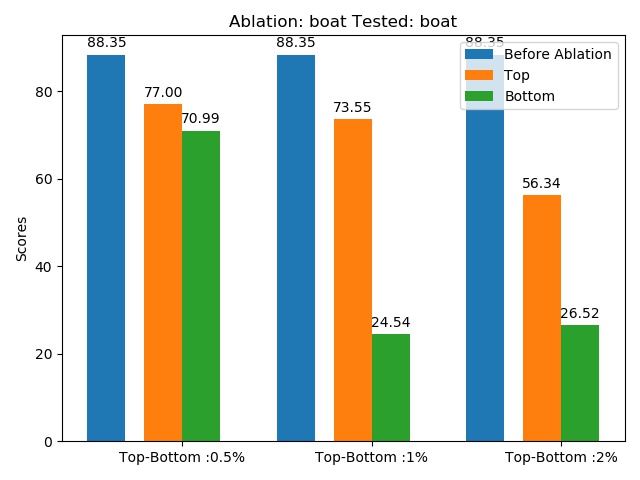 Ablation: boat Tested: boat
88.35
88.35
88.35
Before Ablation
Top
Bottom
77.00
70.99
73.55
24.54
56.34
26.52
Scores
80
60
40
20
0
Top-Bottom :0.5%
Top-Bottom :1%
Top-Bottom :2%